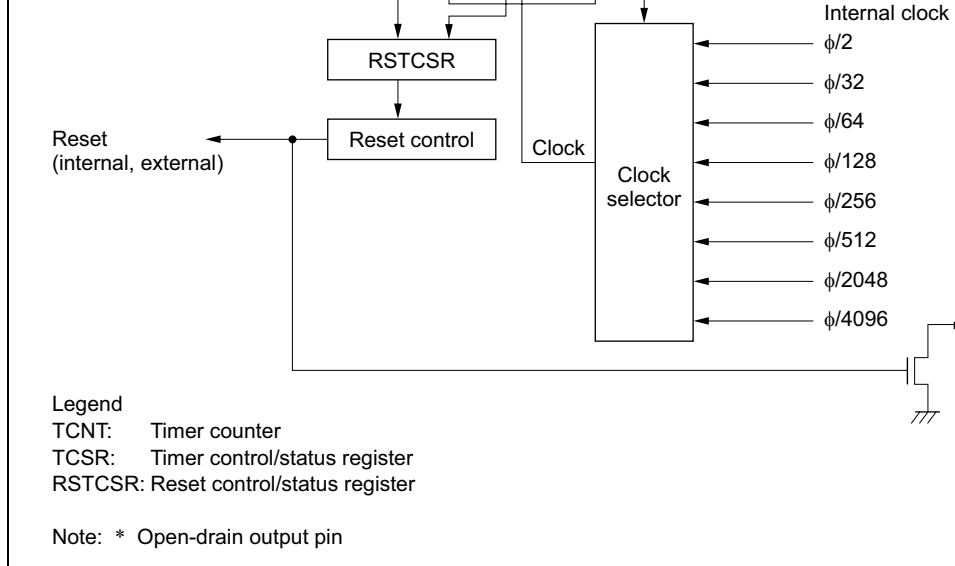 Internal clock
φ/2
RSTCSR
φ/32
φ/64
Reset
(internal, external)
Reset control
Clock
φ/128
Clock
selector
φ/256
φ/512
φ/2048
φ/4096
Legend
TCNT: Timer counter
TCSR: Timer control/status register
RSTCSR: Reset control/status register
Note: * Open-drain output pin